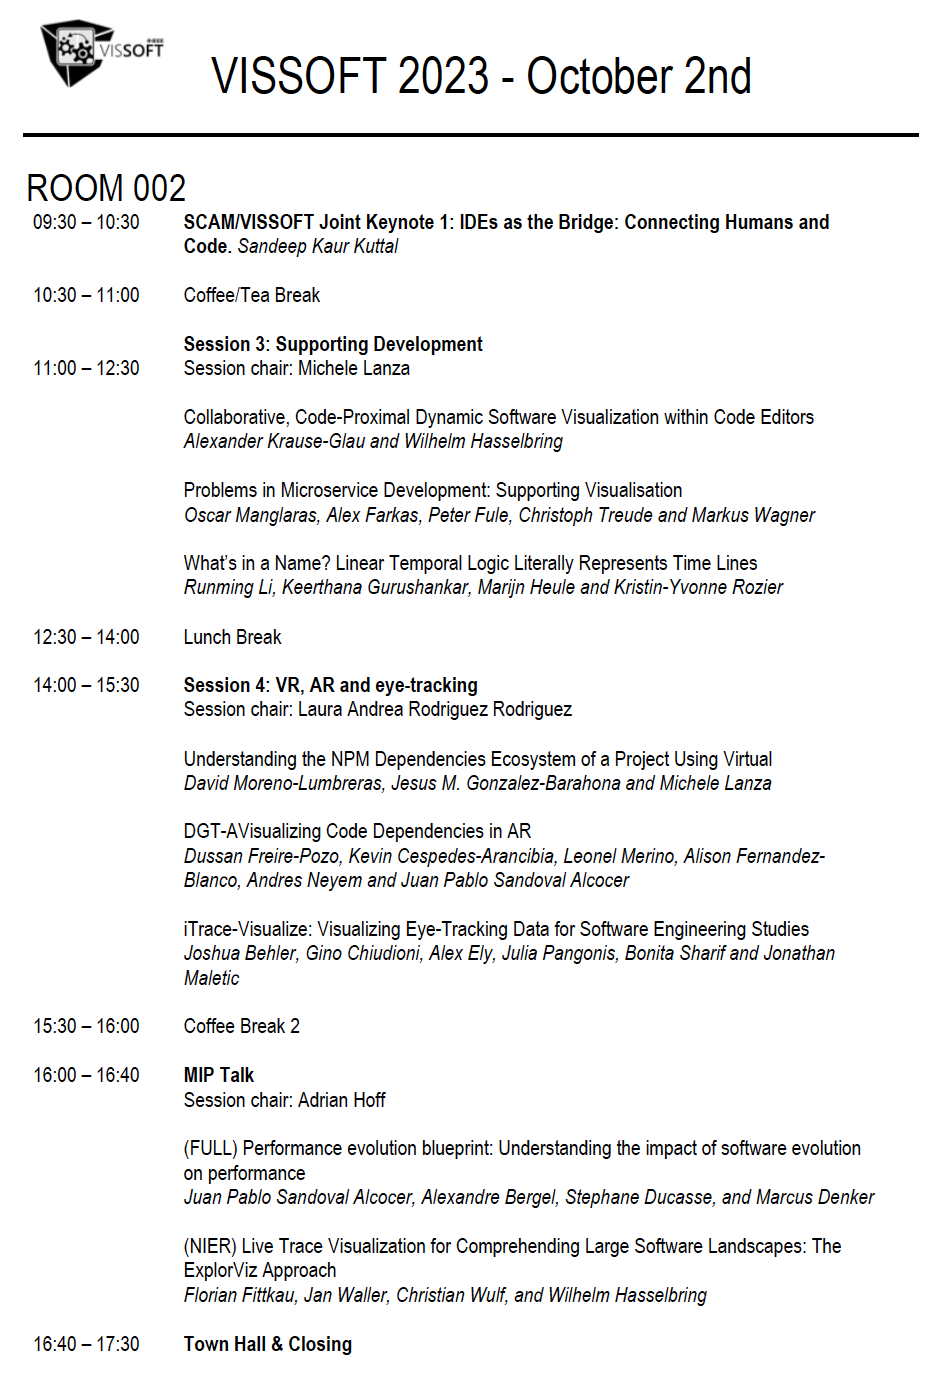 VISSOFT
VISSOFT 2023 - October 2nd
ROOM 002
09:30 – 10:30 SCAM/VISSOFT Joint Keynote 1: IDEs as the Bridge: Connecting Humans and
Code. Sandeep Kaur Kuttal
10:30 – 11:00 Coffee/Tea Break
Session 3: Supporting Development
11:00 – 12:30 Session chair: Michele Lanza
Collaborative, Code-Proximal Dynamic Software Visualization within Code Editors
Alexander Krause-Glau and Wilhelm Hasselbring
Problems in Microservice Development: Supporting Visualisation
Oscar Manglaras, Alex Farkas, Peter Fule, Christoph Treude and Markus Wagner
What’s in a Name? Linear Temporal Logic Literally Represents Time Lines
Runming Li, Keerthana Gurushankar, Marijn Heule and Kristin-Yvonne Rozier
12:30 – 14:00 Lunch Break
14:00 – 15:30 Session 4: VR, AR and eye-tracking
Session chair: Laura Andrea Rodriguez Rodriguez
Understanding the NPM Dependencies Ecosystem of a Project Using Virtual
David Moreno-Lumbreras, Jesus M. Gonzalez-Barahona and Michele Lanza
DGT-AVisualizing Code Dependencies in AR
Dussan Freire-Pozo, Kevin Cespedes-Arancibia, Leonel Merino, Alison Fernandez-
Blanco, Andres Neyem and Juan Pablo Sandoval Alcocer
iTrace-Visualize: Visualizing Eye-Tracking Data for Software Engineering Studies
Joshua Behler, Gino Chiudioni, Alex Ely, Julia Pangonis, Bonita Sharif and Jonathan
Maletic
15:30 – 16:00 Coffee Break 2
16:00 – 16:40 MIP Talk
Session chair: Adrian Hoff
(FULL) Performance evolution blueprint: Understanding the impact of software evolution
on performance
Juan Pablo Sandoval Alcocer, Alexandre Bergel, Stephane Ducasse, and Marcus Denker
(NIER) Live Trace Visualization for Comprehending Large Software Landscapes: The
ExplorViz Approach
Florian Fittkau, Jan Waller, Christian Wulf, and Wilhelm Hasselbring
16:40 – 17:30 Town Hall & Closing